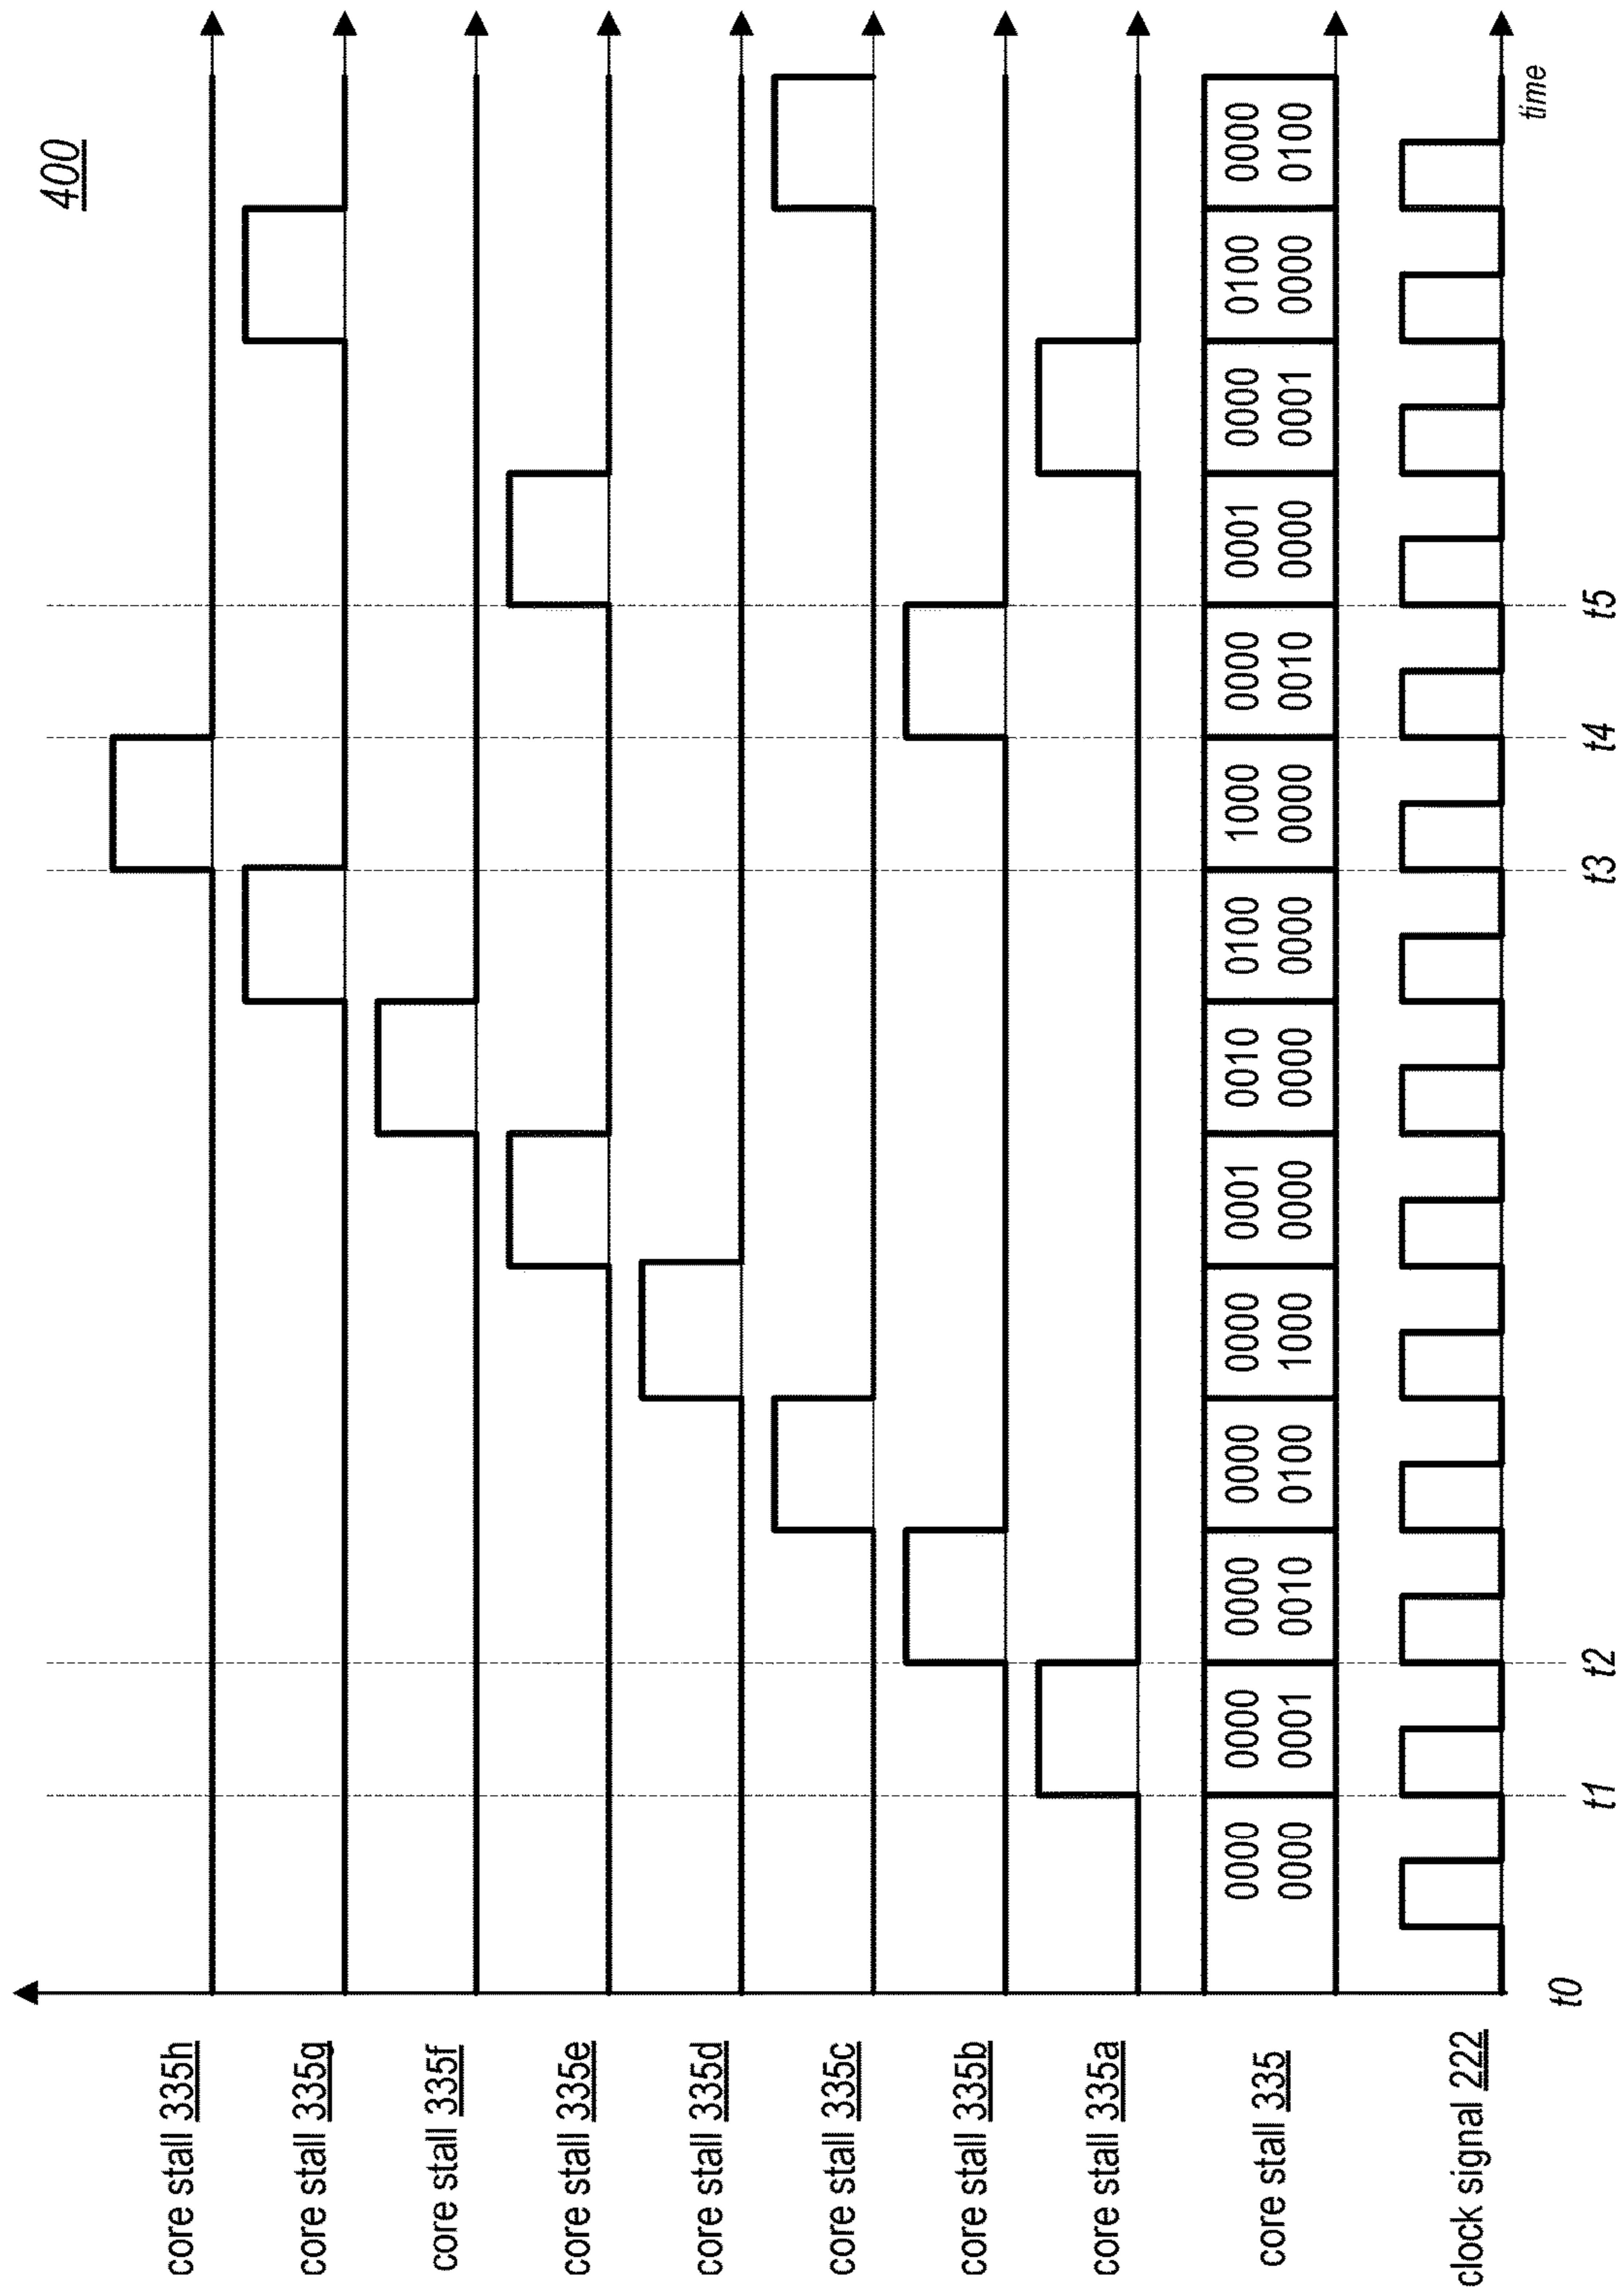 400
core stall 335h
core stall 335g
core stall 335f
core stall 335e
core stall 335d
core stall 335c
core stall 335b
core stall 335a
core stall 335
0000 0000 0000 0000 0000 0001 0010 0100 1000 0000 0001 0000 0100 0000
0000 0001 0010 0100 1000 0000 0000 0000 0000 0010 0000 0001 0000 0100
clock signal 222
time
t0 t1 t2 t3 t4 t5